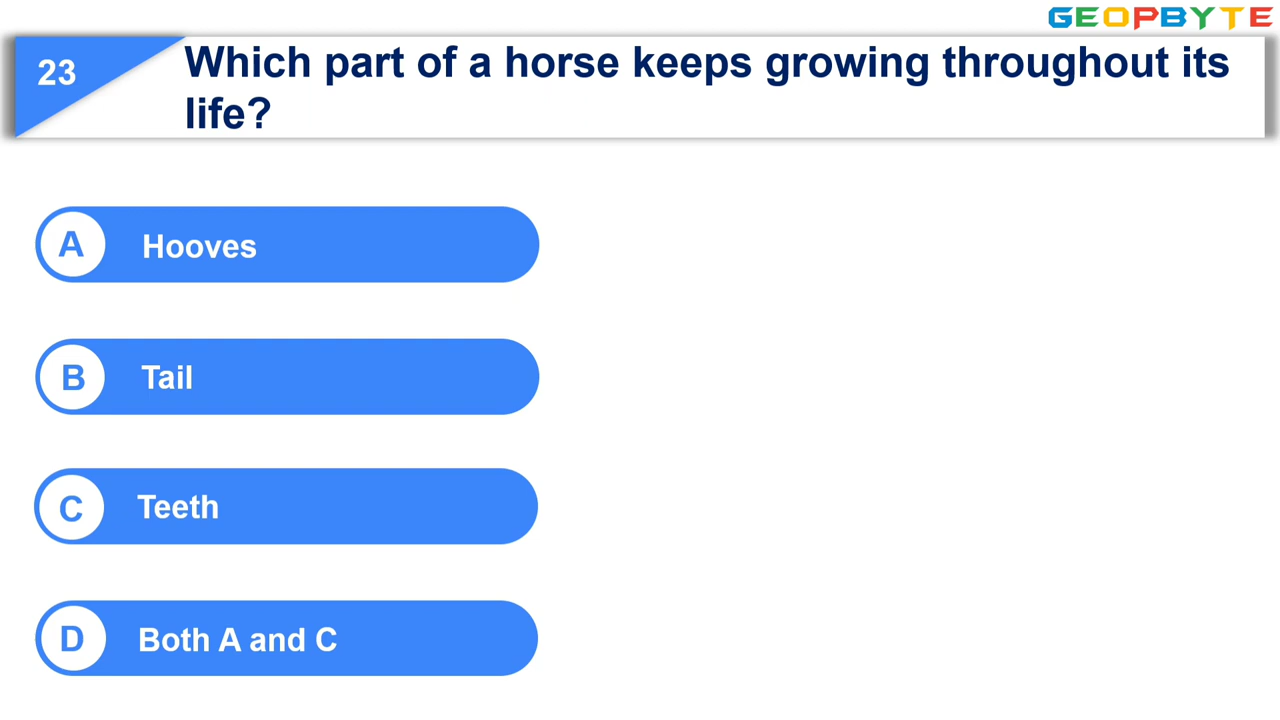 GEOPBYTE
23
Which part of a horse keeps growing throughout its
life?
A
Hooves
B
Tail
C
Teeth
D
Both A and C